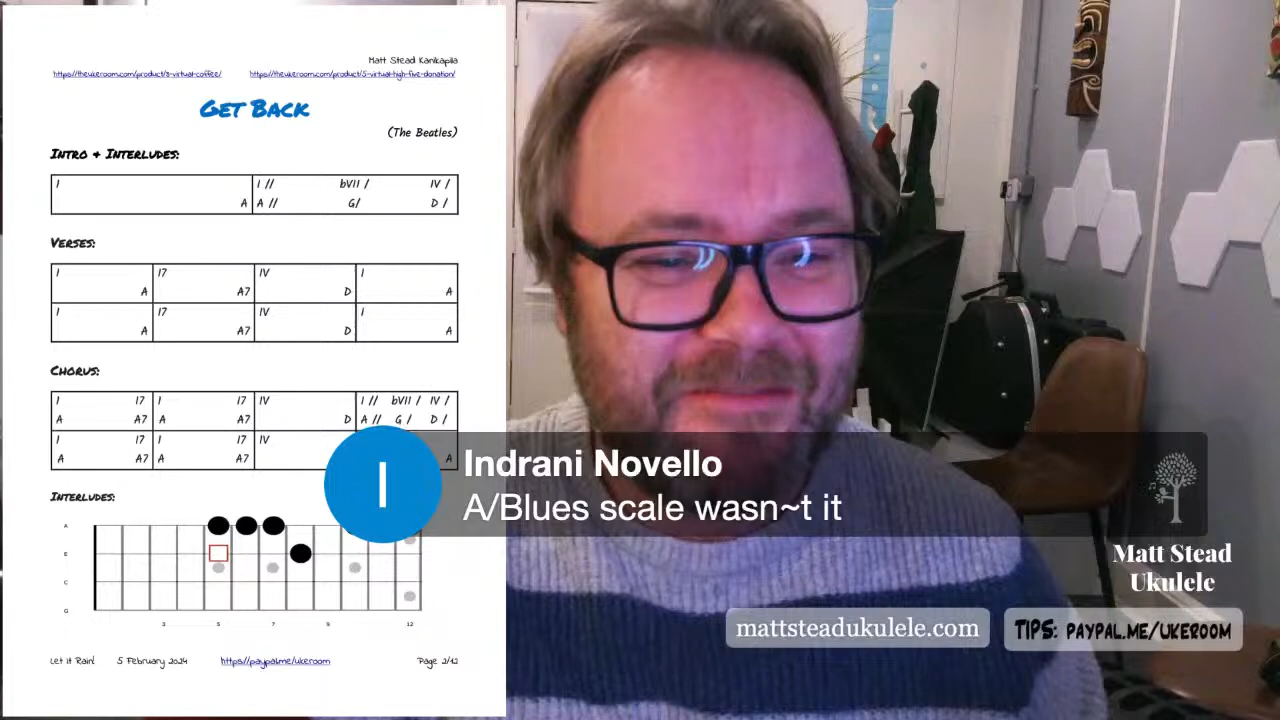 Matt Stead Kanikapila
https://theukeroom.com/product/3-virtual-coffee/ https://theukeroom.com/product/5-virtual-high-five-donation/
Get Back
(The Beatles)
Intro & Interludes:
I I // bVII / IV /
A A // G/ D /
Verses:
I I7 IV I
A A7 D A
I I7 IV I
A A7 D A
Chorus:
I I7 I I7 IV I // bVII / IV /
A A7 A A7 D A // G / D /
I I7 I I7 IV
A A7 A A7 A
Interludes:
A
E
C
G
3 5 7 9 12
Let it Rain! 5 February 2024 https://paypal.me/ukeroom Page 2/12
I
Indrani Novello
A/Blues scale wasn~t it
Matt Stead
Ukulele
mattsteadukulele.com
TIPS: PAYPAL.ME/UKEROOM